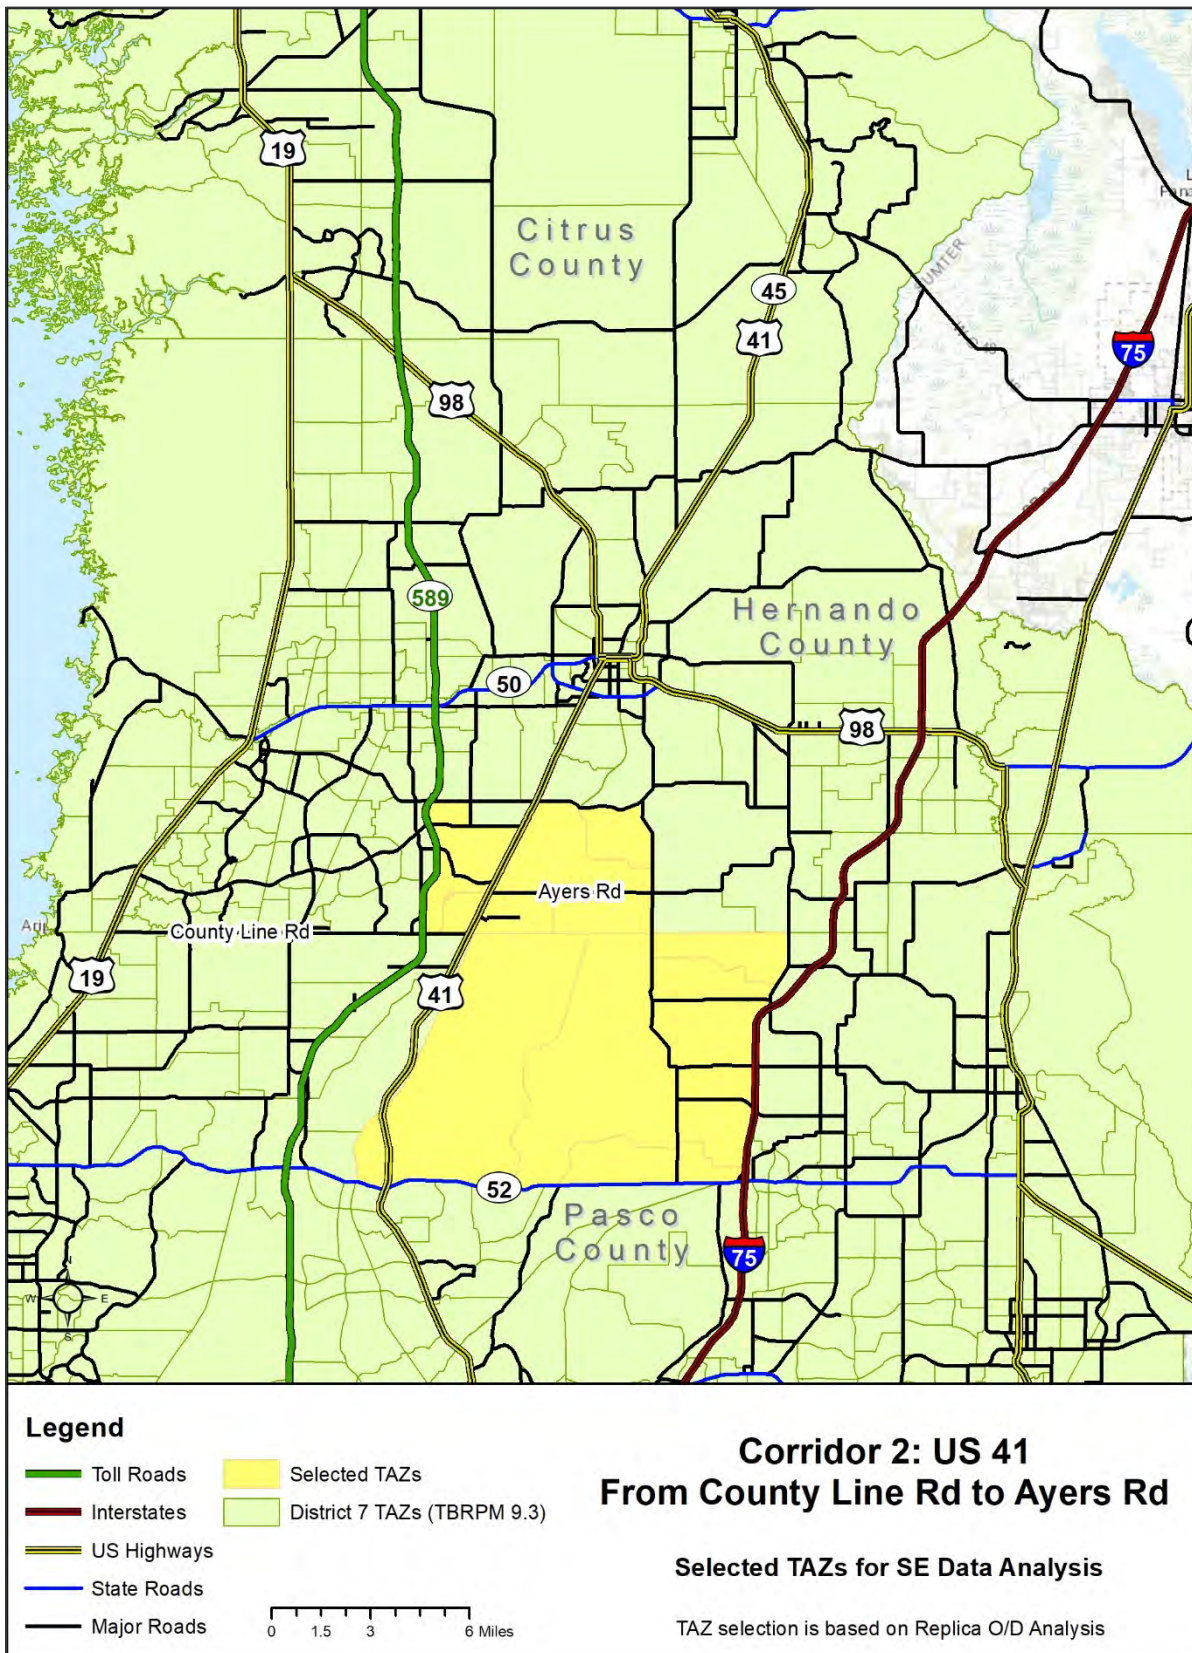 19
Citrus
County
45
41
SUMTER
75
98
589
Hernando
County
50
98
Ayers Rd
County Line Rd
19
41
52
Pasco
County
75
N
W E
S
Legend
Toll Roads
Interstates
US Highways
State Roads
Major Roads
Selected TAZs
District 7 TAZs (TBRPM 9.3)
0 1.5 3 6 Miles
Corridor 2: US 41
From County Line Rd to Ayers Rd
Selected TAZs for SE Data Analysis
TAZ selection is based on Replica O/D Analysis